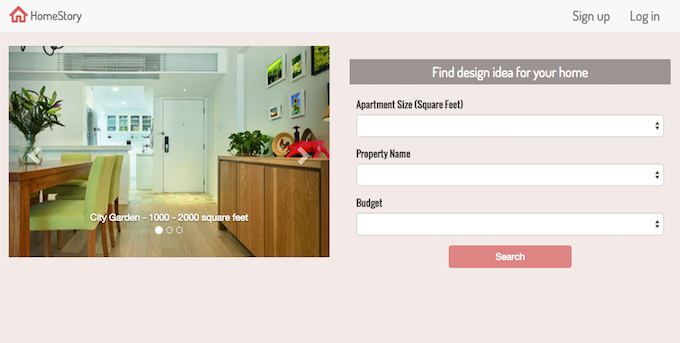 HomeStory
Sign up
Log in
City Garden - 1000 - 2000 square feet
Find design idea for your home
Apartment Size (Square Feet)
Property Name
Budget
Search